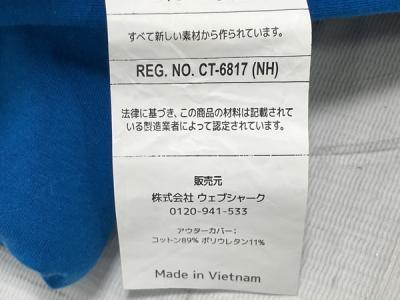 すべて新しい素材から作られています。
REG. NO. CT-6817 (NH)
法律に基づき、この商品の材料は記載されて
いる製造業者によって認定されています。
販売元
株式会社 ウェブシャーク
0120-941-533
アウターカバー：
コットン89% ポリウレタン11%
Made in Vietnam